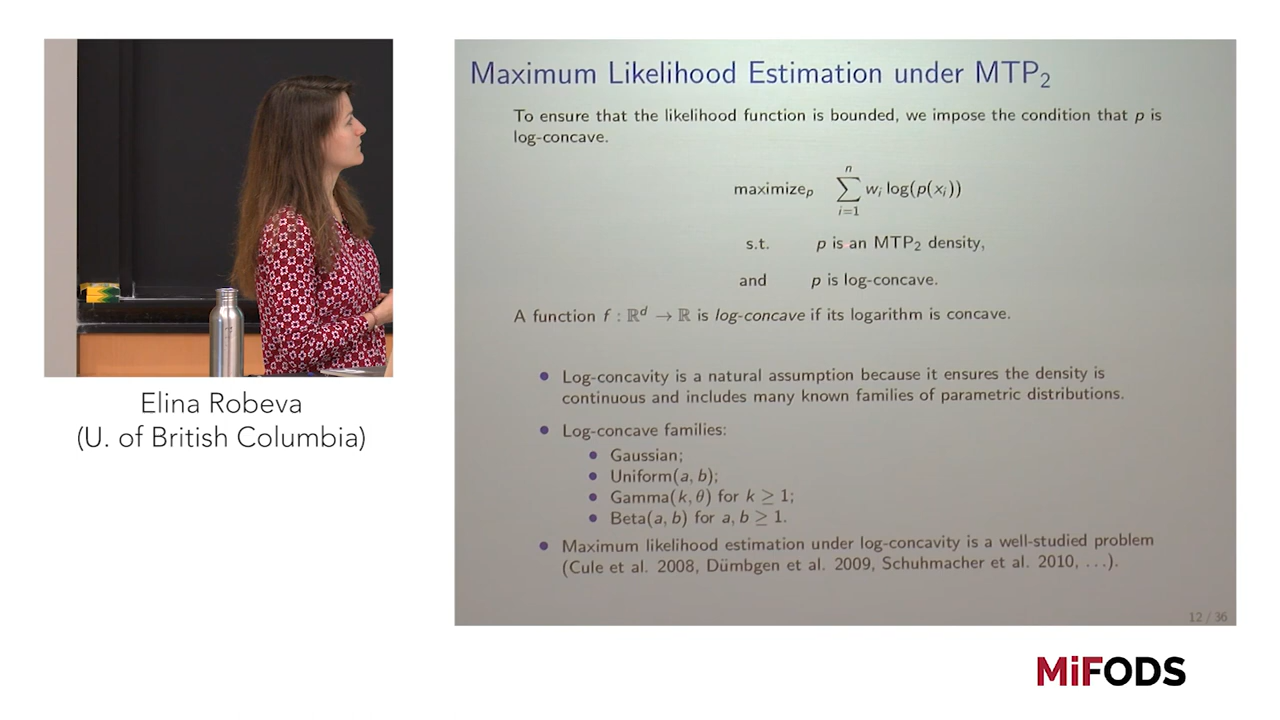 Maximum Likelihood Estimation under MTP₂
To ensure that the likelihood function is bounded, we impose the condition that p is
log-concave.
maximizeₚ ∑ᵢ₌₁ⁿ wᵢ log(p(xᵢ))
s.t. p is an MTP₂ density,
and p is log-concave.
A function f : ℝᵈ → ℝ is log-concave if its logarithm is concave.
• Log-concavity is a natural assumption because it ensures the density is
continuous and includes many known families of parametric distributions.
• Log-concave families:
• Gaussian;
• Uniform(a, b);
• Gamma(k, θ) for k ≥ 1;
• Beta(a, b) for a, b ≥ 1.
• Maximum likelihood estimation under log-concavity is a well-studied problem
(Cule et al. 2008, Dümbgen et al. 2009, Schuhmacher et al. 2010, . . .).
12 / 36
Elina Robeva
(U. of British Columbia)
MiFODS